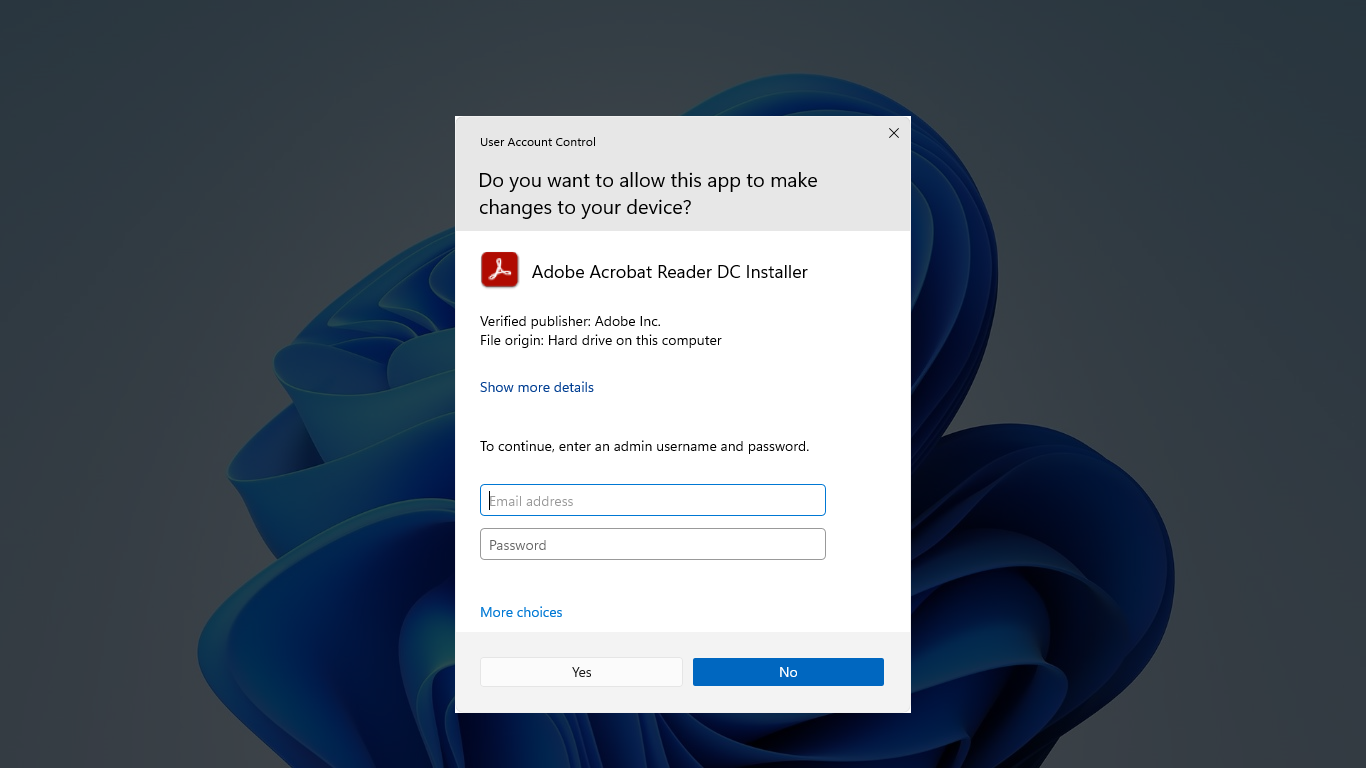 User Account Control
Do you want to allow this app to make
changes to your device?
Adobe Acrobat Reader DC Installer
Verified publisher: Adobe Inc.
File origin: Hard drive on this computer
Show more details
To continue, enter an admin username and password.
Email address
Password
More choices
Yes
No